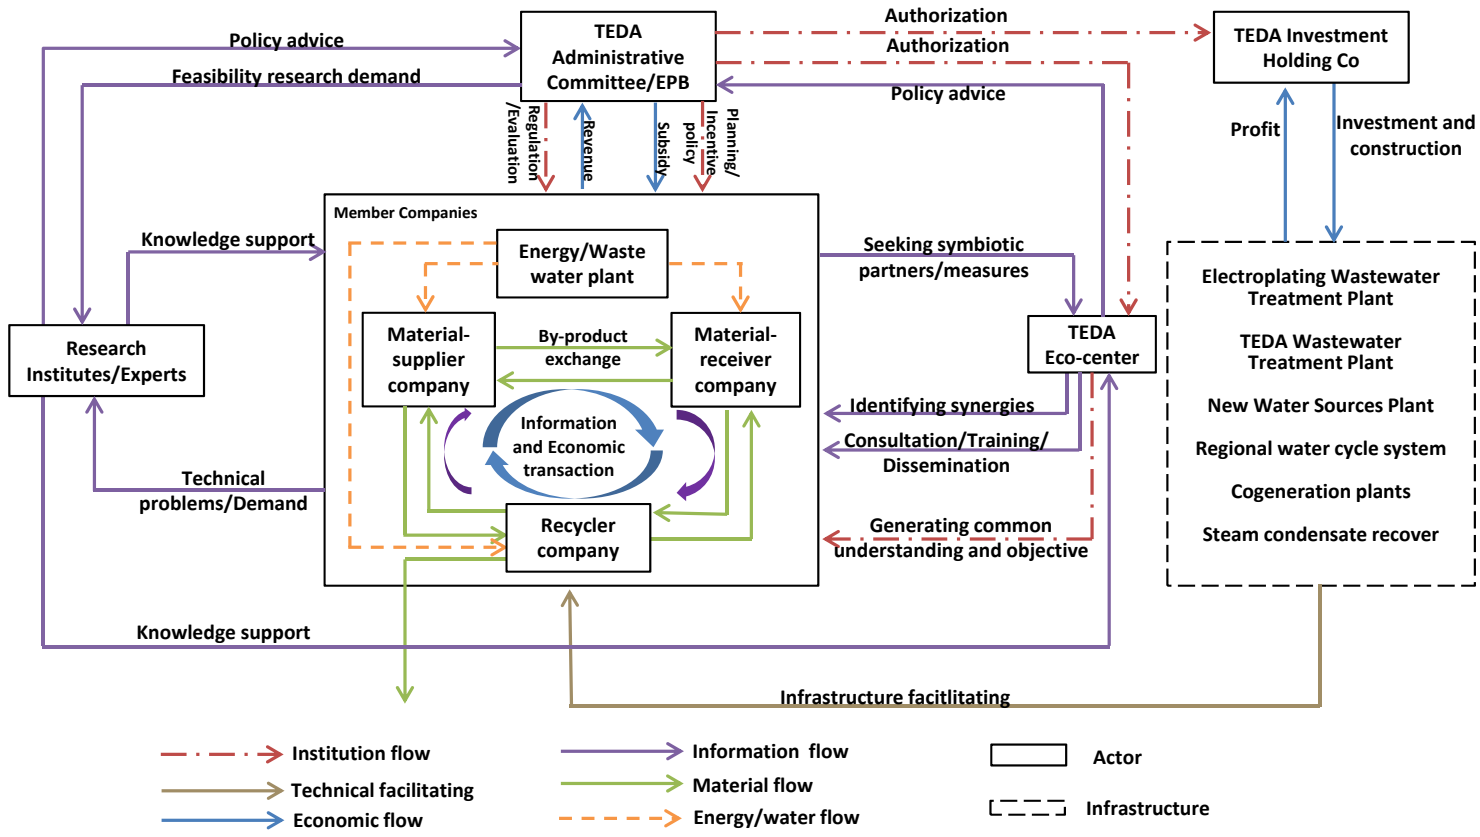 Policy advice
Feasibility research demand
TEDA
Administrative
Committee/EPB
Authorization
Authorization
Policy advice
TEDA Investment
Holding Co
Profit
Investment and
construction
Regulation
/Evaluation
Revenue
Subsidy
Planning/
Incentive
policy
Member Companies
Knowledge support
Energy/Waste
water plant
Seeking symbiotic
partners/measures
Electroplating Wastewater
Treatment Plant
TEDA Wastewater
Treatment Plant
New Water Sources Plant
Regional water cycle system
Cogeneration plants
Steam condensate recover
Research
Institutes/Experts
Material-
supplier
company
By-product
exchange
Material-
receiver
company
TEDA
Eco-center
Information
and Economic
transaction
Identifying synergies
Consultation/Training/
Dissemination
Technical
problems/Demand
Recycler
company
Generating common
understanding and objective
Knowledge support
Infrastructure facitlitating
Institution flow
Technical facilitating
Economic flow
Information flow
Material flow
Energy/water flow
Actor
Infrastructure